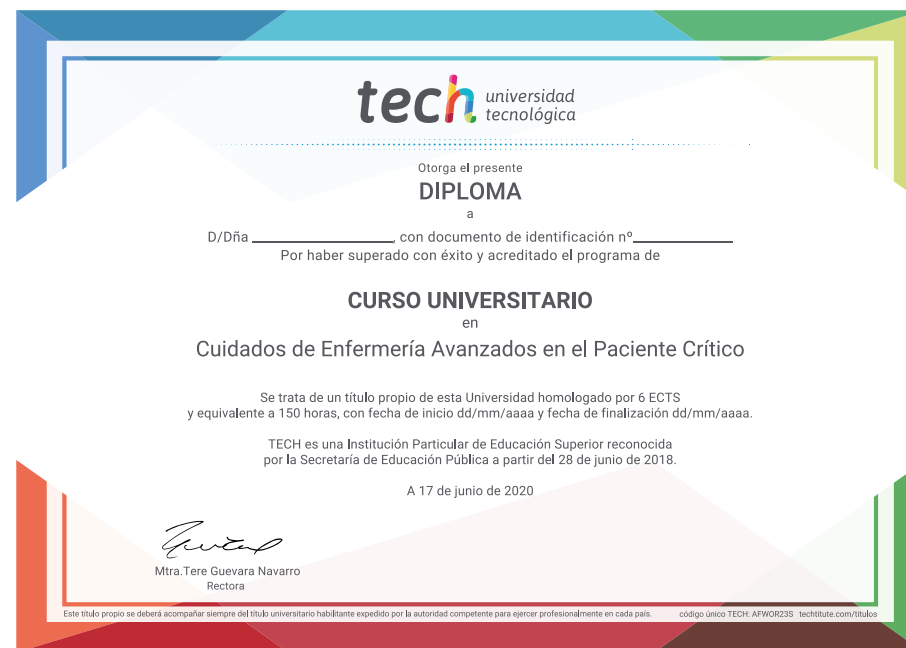 tech universidad
tecnológica
Otorga el presente
DIPLOMA
a
D/Dña ____________________, con documento de identificación nº______________
Por haber superado con éxito y acreditado el programa de
CURSO UNIVERSITARIO
en
Cuidados de Enfermería Avanzados en el Paciente Crítico
Se trata de un título propio de esta Universidad homologado por 6 ECTS
y equivalente a 150 horas, con fecha de inicio dd/mm/aaaa y fecha de finalización dd/mm/aaaa.
TECH es una Institución Particular de Educación Superior reconocida
por la Secretaría de Educación Pública a partir del 28 de junio de 2018.
A 17 de junio de 2020
Mtra.Tere Guevara Navarro
Rectora
Este título propio se deberá acompañar siempre del título universitario habilitante expedido por la autoridad competente para ejercer profesionalmente en cada país. código único TECH: AFWOR23S techtitute.com/titulos